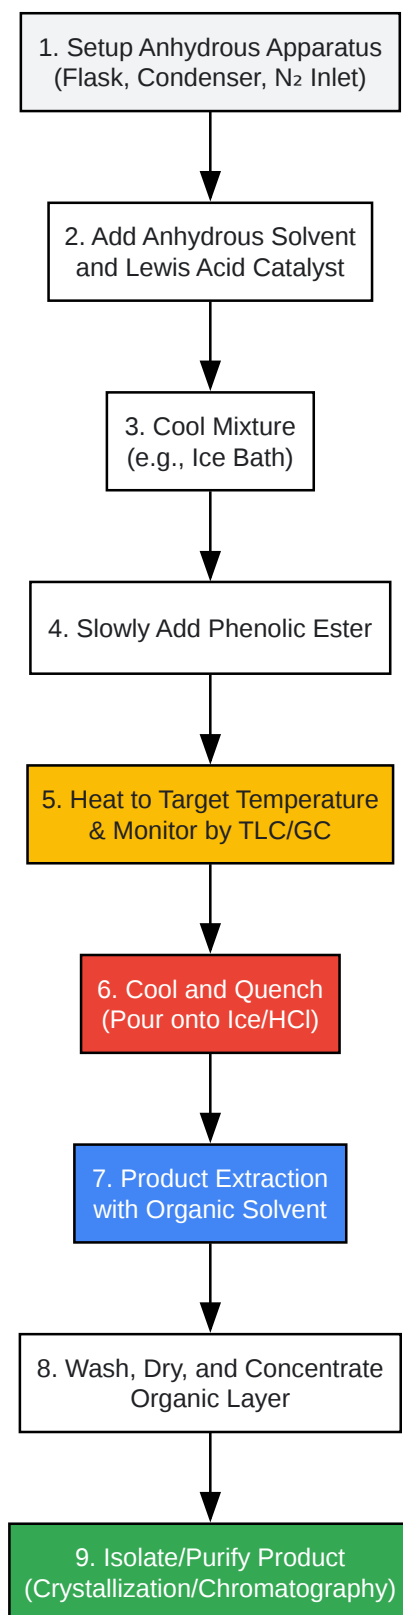 1. Setup Anhydrous Apparatus
(Flask, Condenser, N₂ Inlet)
2. Add Anhydrous Solvent
and Lewis Acid Catalyst
3. Cool Mixture
(e.g., Ice Bath)
4. Slowly Add Phenolic Ester
5. Heat to Target Temperature
& Monitor by TLC/GC
6. Cool and Quench
(Pour onto Ice/HCl)
7. Product Extraction
with Organic Solvent
8. Wash, Dry, and Concentrate
Organic Layer
9. Isolate/Purify Product
(Crystallization/Chromatography)